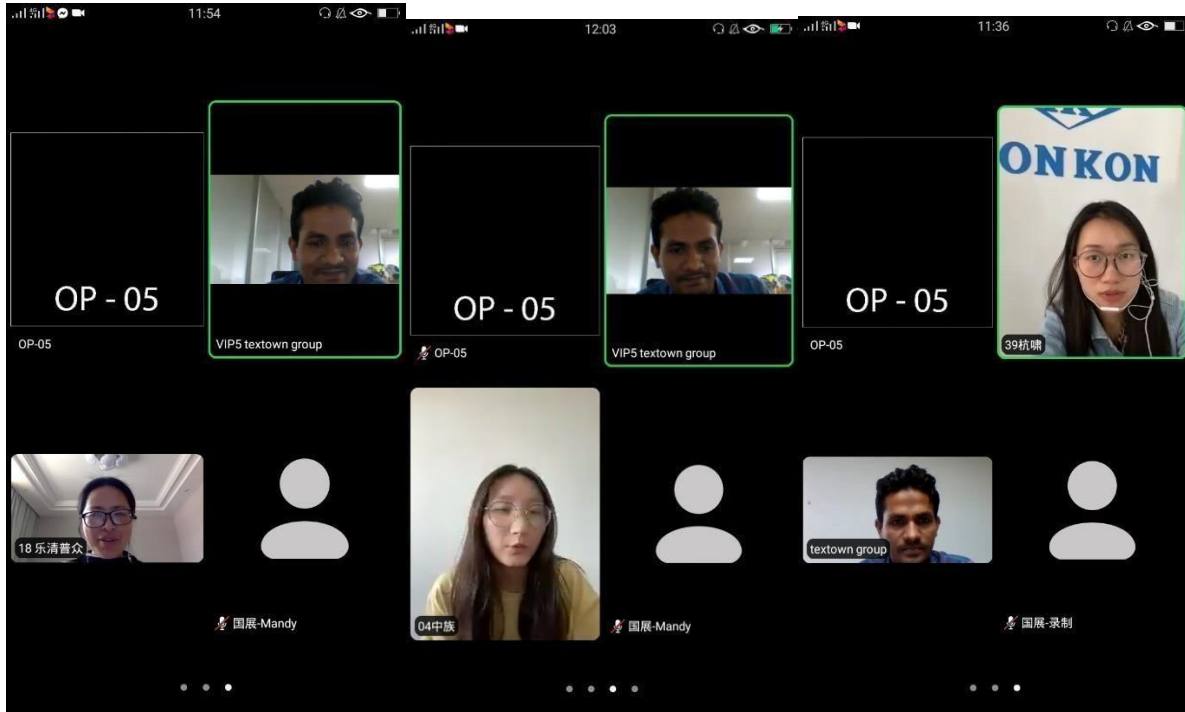 11:54
OP - 05
OP-05
VIP5 textown group
18 乐清普众
国展-Mandy
12:03
OP - 05
OP-05
VIP5 textown group
04中族
国展-Mandy
11:36
OP - 05
OP-05
ONKON
39杭啸
textown group
国展-录制